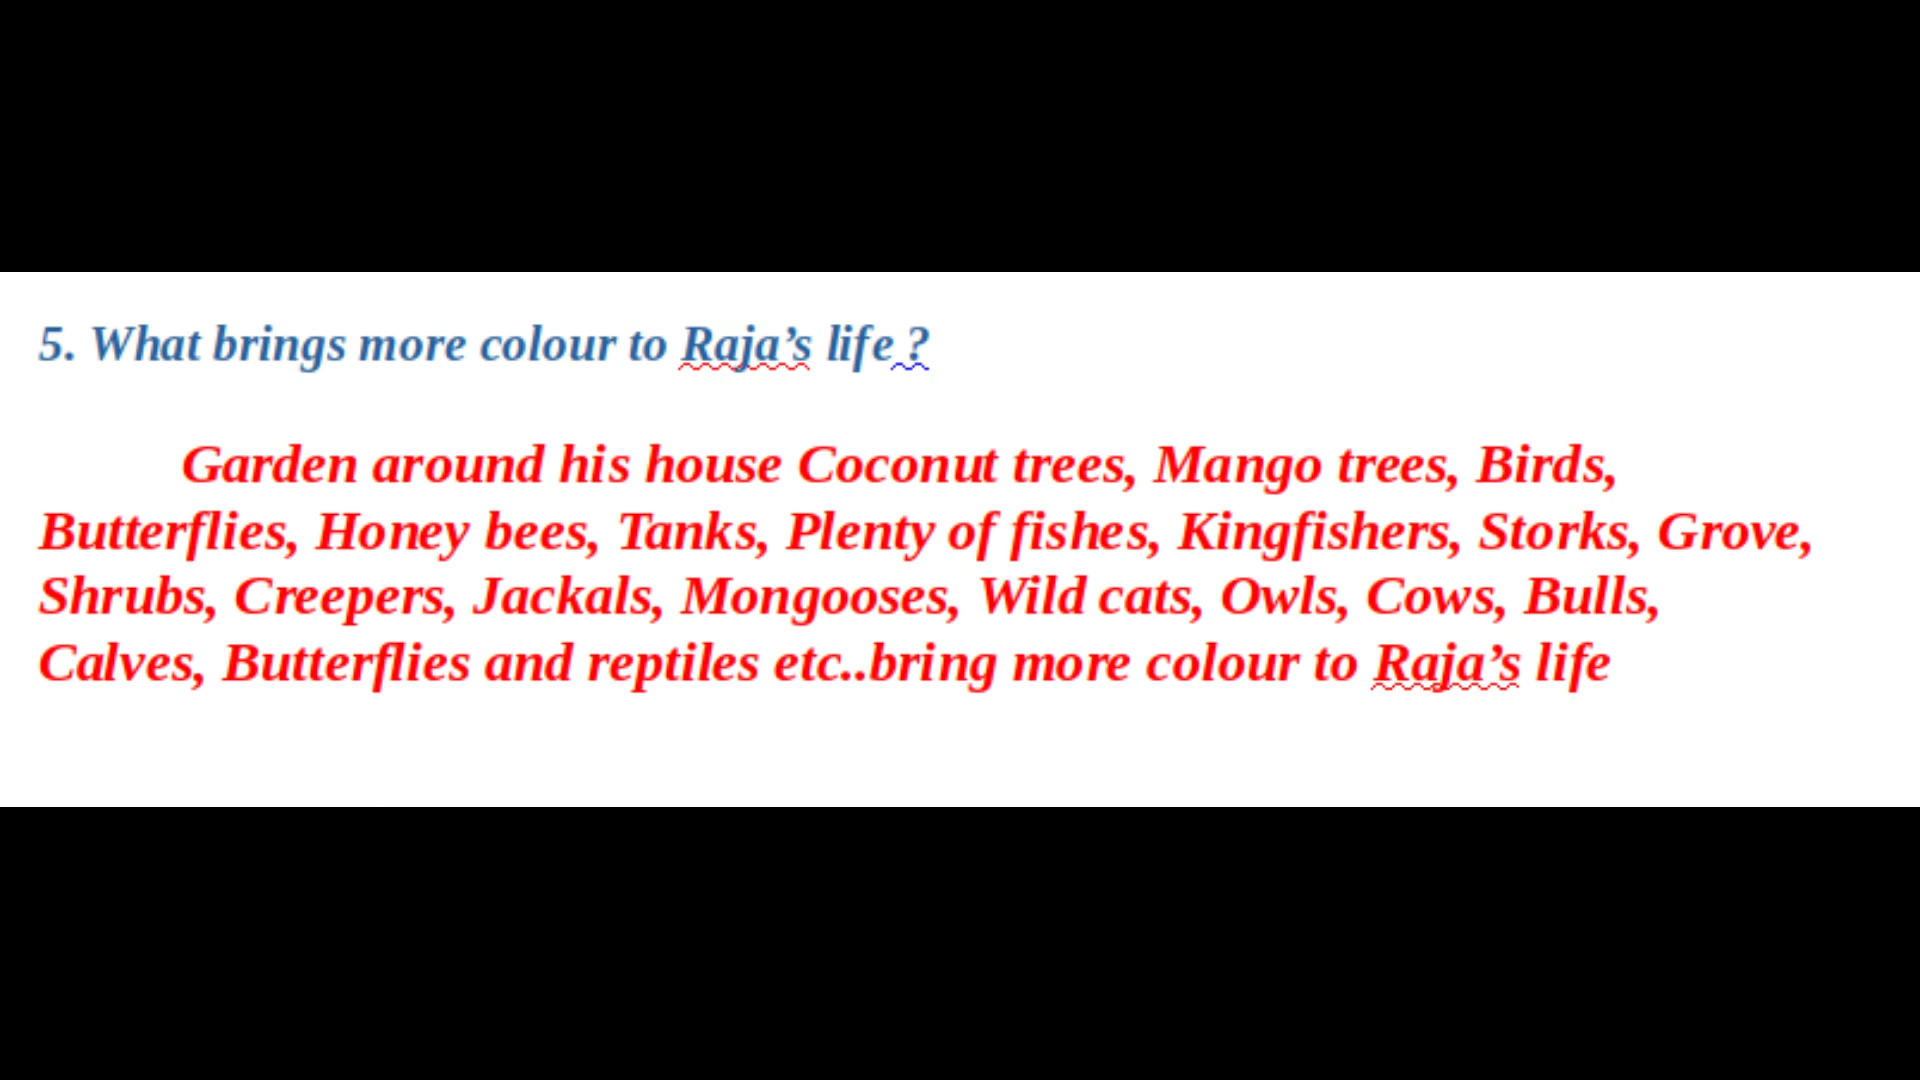 5. What brings more colour to Raja’s life ?
Garden around his house Coconut trees, Mango trees, Birds,
Butterflies, Honey bees, Tanks, Plenty of fishes, Kingfishers, Storks, Grove,
Shrubs, Creepers, Jackals, Mongooses, Wild cats, Owls, Cows, Bulls,
Calves, Butterflies and reptiles etc..bring more colour to Raja’s life